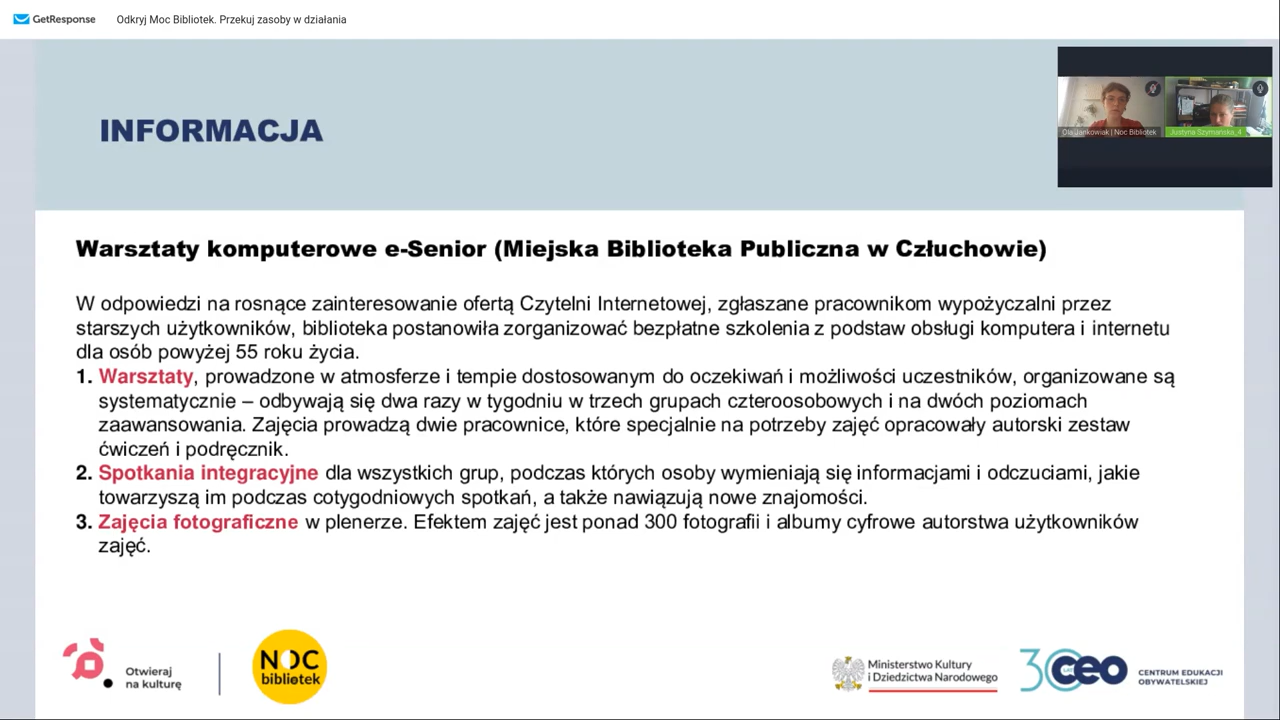 GetResponse Odkryj Moc Bibliotek. Przekuj zasoby w działania
INFORMACJA
Ola Jankowiak | Noc Bibliotek
Justyna Szymańska_4
Warsztaty komputerowe e-Senior (Miejska Biblioteka Publiczna w Człuchowie)
W odpowiedzi na rosnące zainteresowanie ofertą Czytelni Internetowej, zgłaszane pracownikom wypożyczalni przez
starszych użytkowników, biblioteka postanowiła zorganizować bezpłatne szkolenia z podstaw obsługi komputera i internetu
dla osób powyżej 55 roku życia.
1. Warsztaty, prowadzone w atmosferze i tempie dostosowanym do oczekiwań i możliwości uczestników, organizowane są
systematycznie – odbywają się dwa razy w tygodniu w trzech grupach czteroosobowych i na dwóch poziomach
zaawansowania. Zajęcia prowadzą dwie pracownice, które specjalnie na potrzeby zajęć opracowały autorski zestaw
ćwiczeń i podręcznik.
2. Spotkania integracyjne dla wszystkich grup, podczas których osoby wymieniają się informacjami i odczuciami, jakie
towarzyszą im podczas cotygodniowych spotkań, a także nawiązują nowe znajomości.
3. Zajęcia fotograficzne w plenerze. Efektem zajęć jest ponad 300 fotografii i albumy cyfrowe autorstwa użytkowników
zajęć.
Otwieraj
na kulturę
NOC
bibliotek
Ministerstwo Kultury
i Dziedzictwa Narodowego
30 ceo
CENTRUM EDUKACJI
OBYWATELSKIEJ